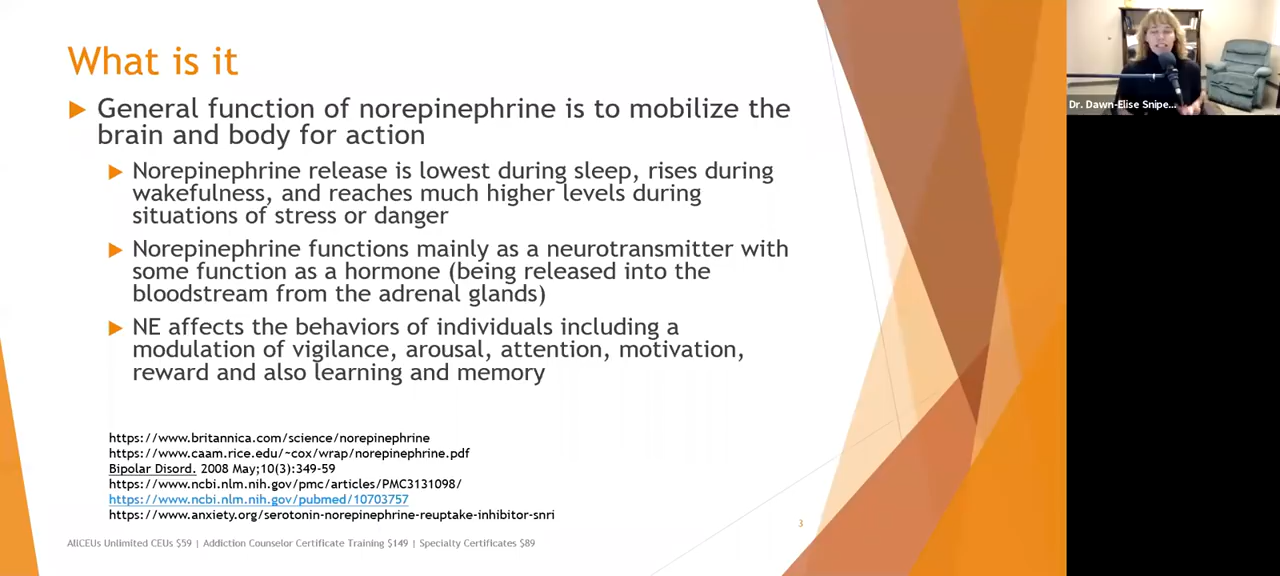 What is it
General function of norepinephrine is to mobilize the
brain and body for action
Norepinephrine release is lowest during sleep, rises during
wakefulness, and reaches much higher levels during
situations of stress or danger
Norepinephrine functions mainly as a neurotransmitter with
some function as a hormone (being released into the
bloodstream from the adrenal glands)
NE affects the behaviors of individuals including a
modulation of vigilance, arousal, attention, motivation,
reward and also learning and memory
https://www.britannica.com/science/norepinephrine
https://www.caam.rice.edu/~cox/wrap/norepinephrine.pdf
Bipolar Disord. 2008 May;10(3):349-59
https://www.ncbi.nlm.nih.gov/pmc/articles/PMC3131098/
https://www.ncbi.nlm.nih.gov/pubmed/10703757
https://www.anxiety.org/serotonin-norepinephrine-reuptake-inhibitor-snri
3
AllCEUs Unlimited CEUs $59 | Addiction Counselor Certificate Training $149 | Specialty Certificates $89
Dr. Dawn-Elise Snipe...